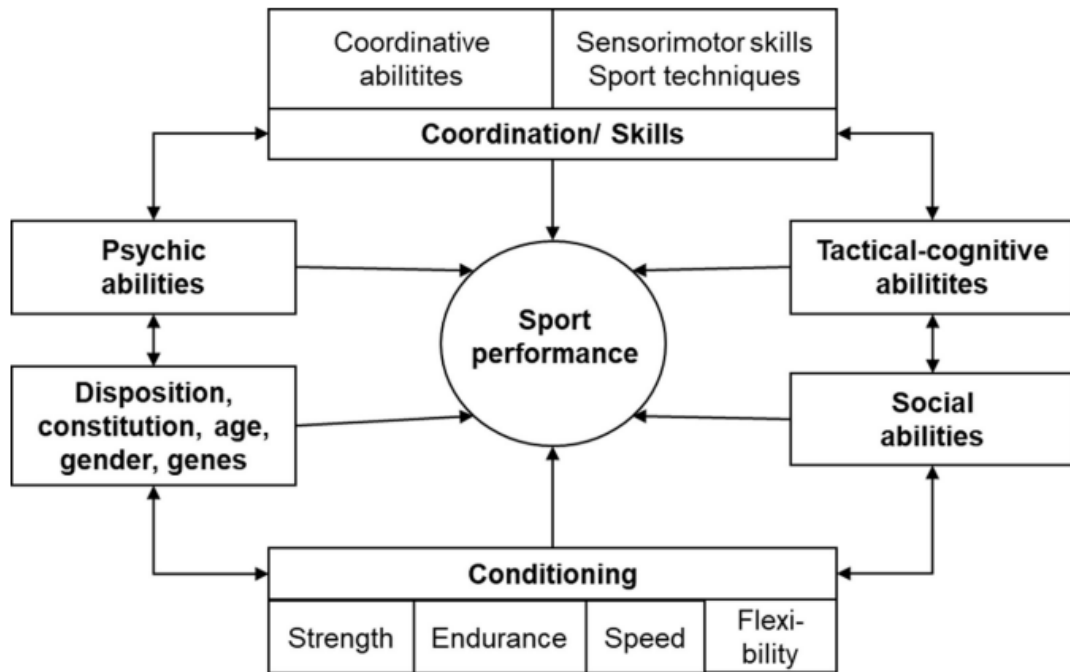 Coordinative
abilitites
Sensorimotor skills
Sport techniques
Coordination/ Skills
Psychic
abilities
Tactical-cognitive
abilitites
Sport
performance
Disposition,
constitution, age,
gender, genes
Social
abilities
Conditioning
Strength
Endurance
Speed
Flexi-
bility